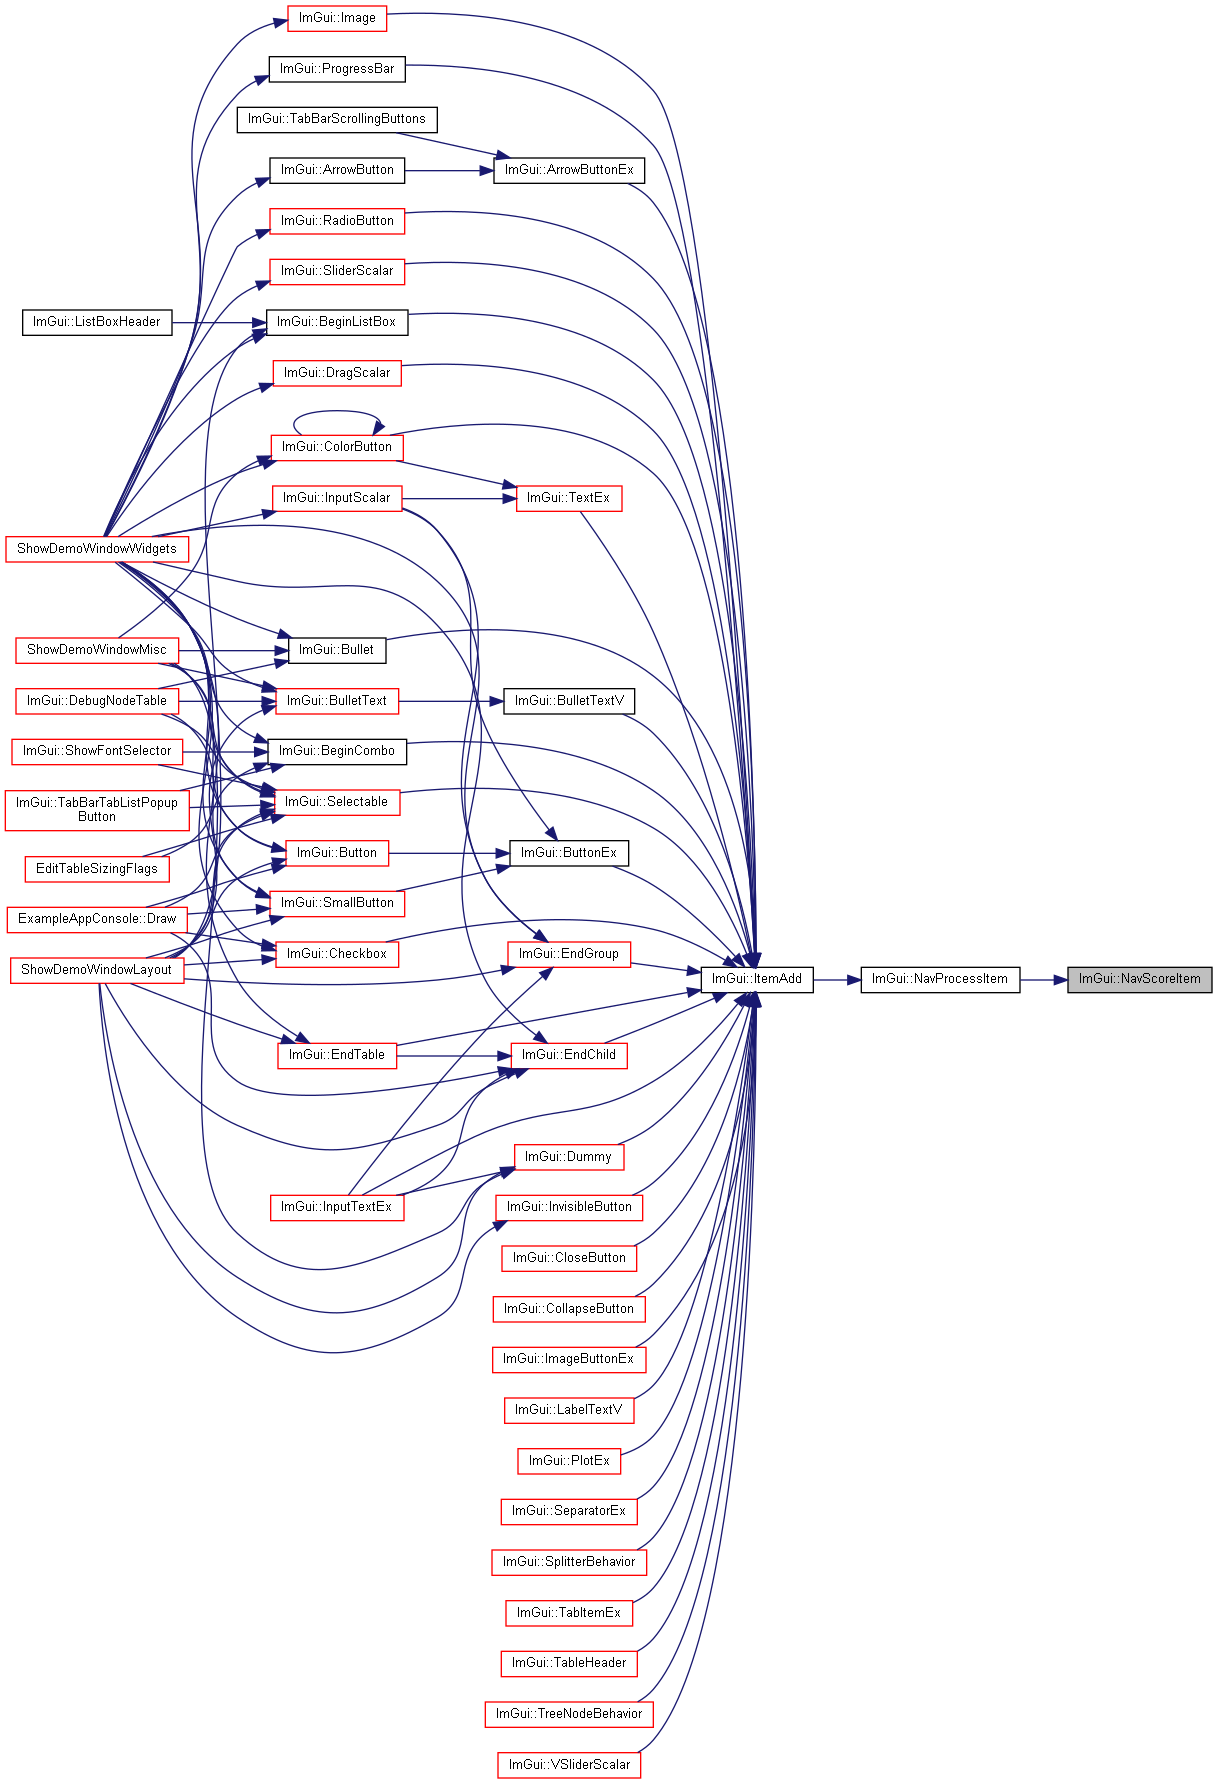 ImGui::Image
ImGui::ProgressBar
ImGui::TabBarScrollingButtons
ImGui::ArrowButton
ImGui::ArrowButtonEx
ImGui::RadioButton
ImGui::SliderScalar
ImGui::ListBoxHeader
ImGui::BeginListBox
ImGui::DragScalar
ImGui::ColorButton
ImGui::InputScalar
ImGui::TextEx
ShowDemoWindowWidgets
ShowDemoWindowMisc
ImGui::Bullet
ImGui::DebugNodeTable
ImGui::BulletText
ImGui::BulletTextV
ImGui::ShowFontSelector
ImGui::BeginCombo
ImGui::TabBarTabListPopup
Button
ImGui::Selectable
EditTableSizingFlags
ImGui::Button
ImGui::ButtonEx
ExampleAppConsole::Draw
ImGui::SmallButton
ShowDemoWindowLayout
ImGui::Checkbox
ImGui::EndGroup
ImGui::ItemAdd
ImGui::NavProcessItem
ImGui::NavScoreItem
ImGui::EndTable
ImGui::EndChild
ImGui::Dummy
ImGui::InputTextEx
ImGui::InvisibleButton
ImGui::CloseButton
ImGui::CollapseButton
ImGui::ImageButtonEx
ImGui::LabelTextV
ImGui::PlotEx
ImGui::SeparatorEx
ImGui::SplitterBehavior
ImGui::TabItemEx
ImGui::TableHeader
ImGui::TreeNodeBehavior
ImGui::VSliderScalar